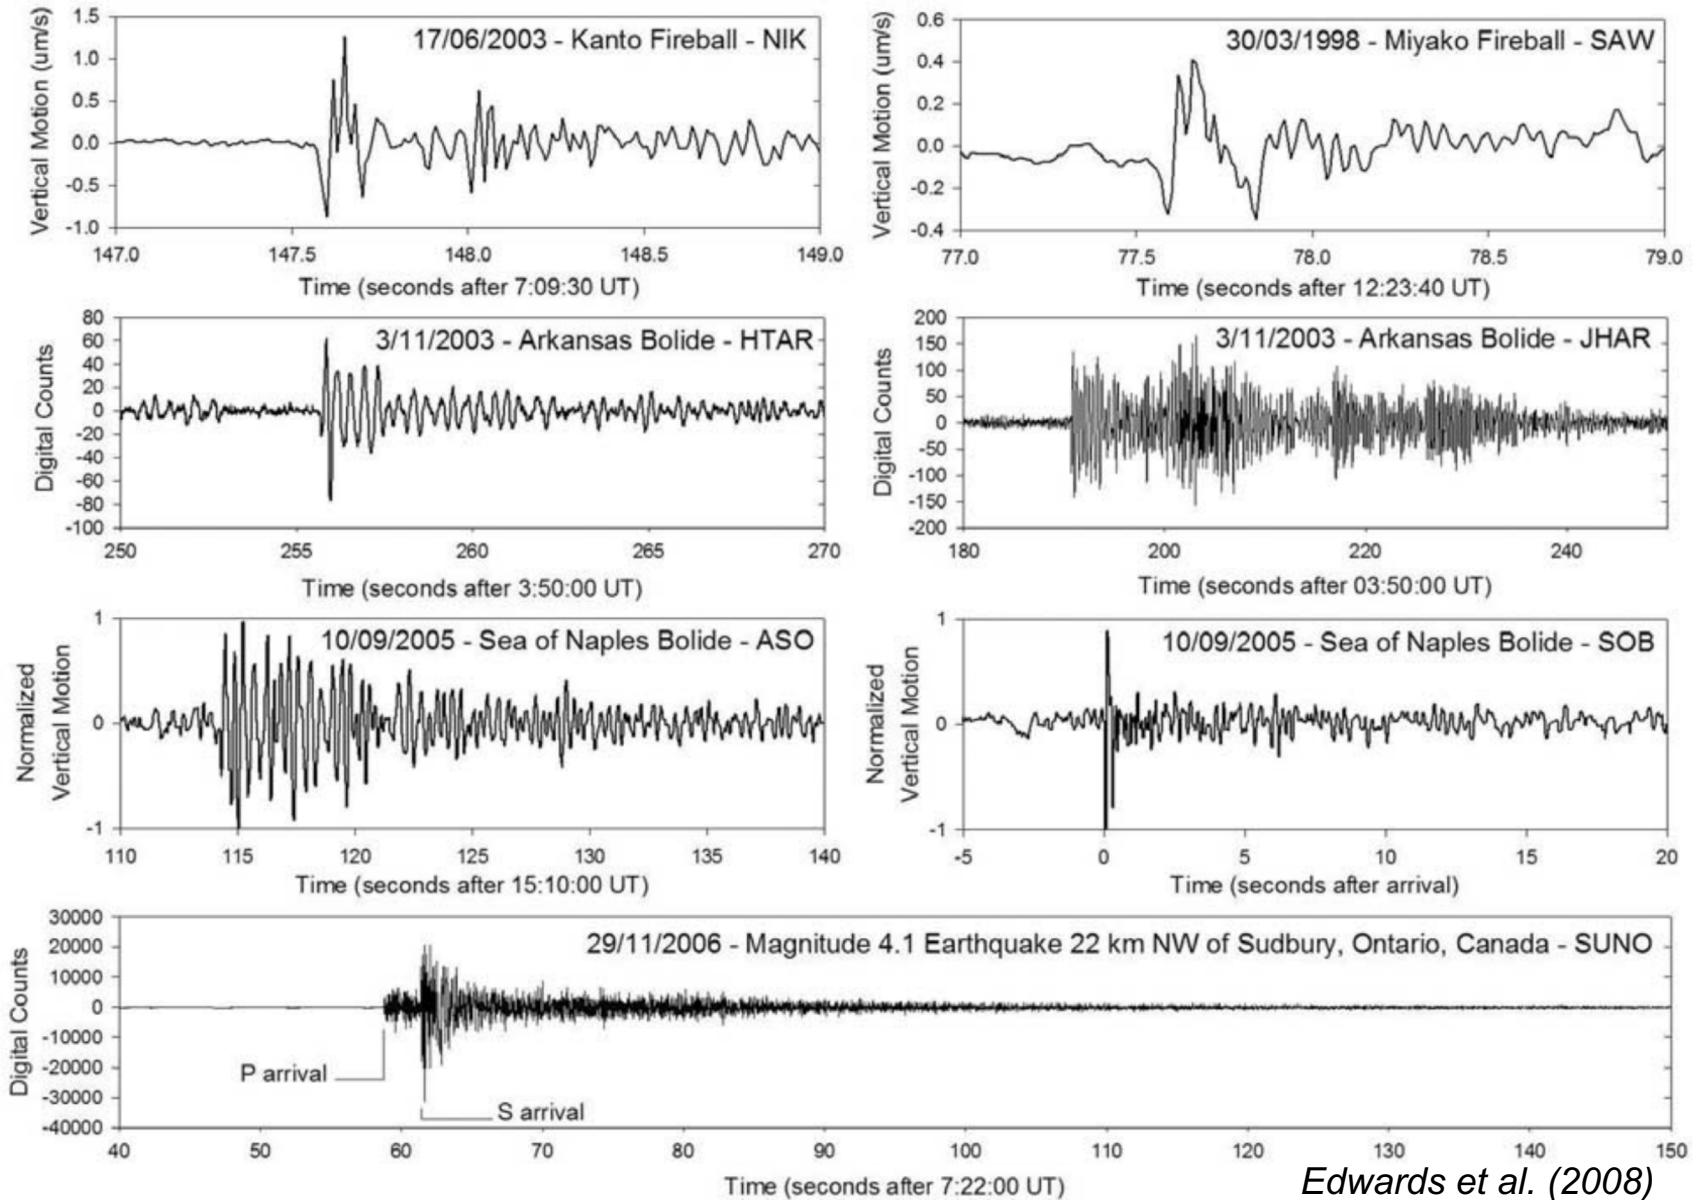 17/06/2003 - Kanto Fireball - NIK
Vertical Motion (um/s)
1.5
1.0
0.5
0.0
-0.5
-1.0
147.0 147.5 148.0 148.5 149.0
Time (seconds after 7:09:30 UT)
30/03/1998 - Miyako Fireball - SAW
Vertical Motion (um/s)
0.6
0.4
0.2
0.0
-0.2
-0.4
77.0 77.5 78.0 78.5 79.0
Time (seconds after 12:23:40 UT)
3/11/2003 - Arkansas Bolide - HTAR
Digital Counts
80
60
40
20
0
-20
-40
-60
-80
-100
250 255 260 265 270
Time (seconds after 3:50:00 UT)
3/11/2003 - Arkansas Bolide - JHAR
Digital Counts
200
150
100
50
0
-50
-100
-150
-200
180 200 220 240
Time (seconds after 03:50:00 UT)
10/09/2005 - Sea of Naples Bolide - ASO
Normalized
Vertical Motion
1
0
-1
110 115 120 125 130 135 140
Time (seconds after 15:10:00 UT)
10/09/2005 - Sea of Naples Bolide - SOB
Normalized
Vertical Motion
1
0
-1
-5 0 5 10 15 20
Time (seconds after arrival)
29/11/2006 - Magnitude 4.1 Earthquake 22 km NW of Sudbury, Ontario, Canada - SUNO
Digital Counts
30000
20000
10000
0
-10000
-20000
-30000
-40000
P arrival
S arrival
40 50 60 70 80 90 100 110 120 130 140 150
Time (seconds after 7:22:00 UT)
Edwards et al. (2008)